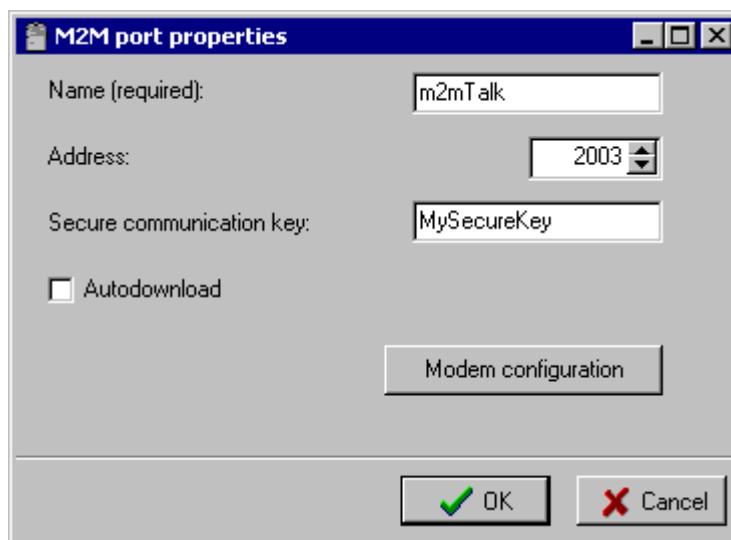 M2M port properties
Name (required): m2mTalk
Address: 2003
Secure communication key: MySecureKey
Autodownload
Modem configuration
OK Cancel